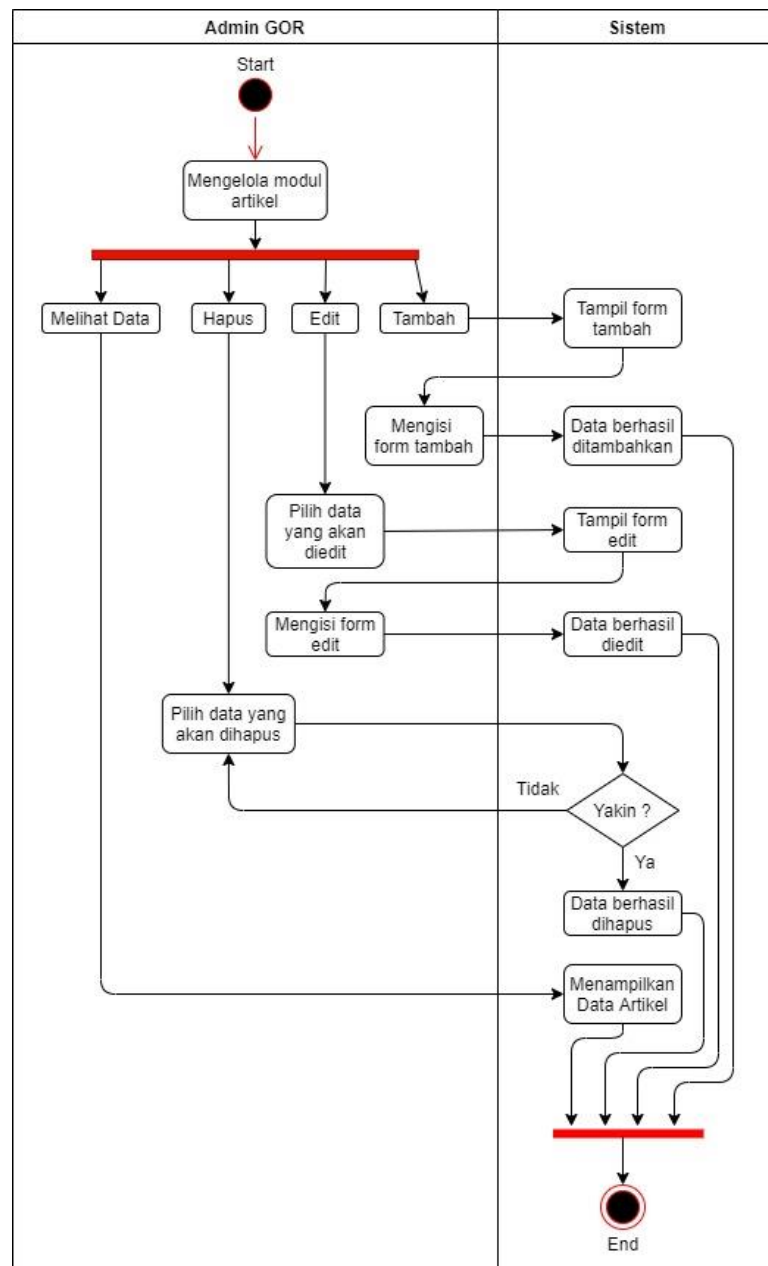 Admin GOR
Sistem
Start
Mengelola modul
artikel
Melihat Data
Hapus
Edit
Tambah
Tampil form
tambah
Mengisi
form tambah
Data berhasil
ditambahkan
Pilih data
yang akan
diedit
Tampil form
edit
Mengisi form
edit
Data berhasil
diedit
Pilih data yang
akan dihapus
Tidak
Yakin ?
Ya
Data berhasil
dihapus
Menampilkan
Data Artikel
End